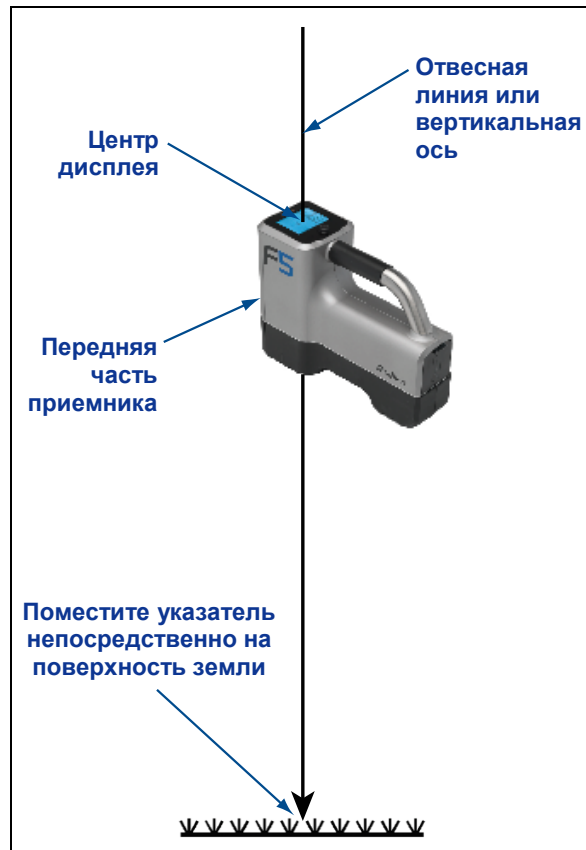 Отвесная
линия или
вертикальная
ось
Центр
дисплея
F5
Передняя
часть
приемника
Поместите указатель
непосредственно на
поверхность земли